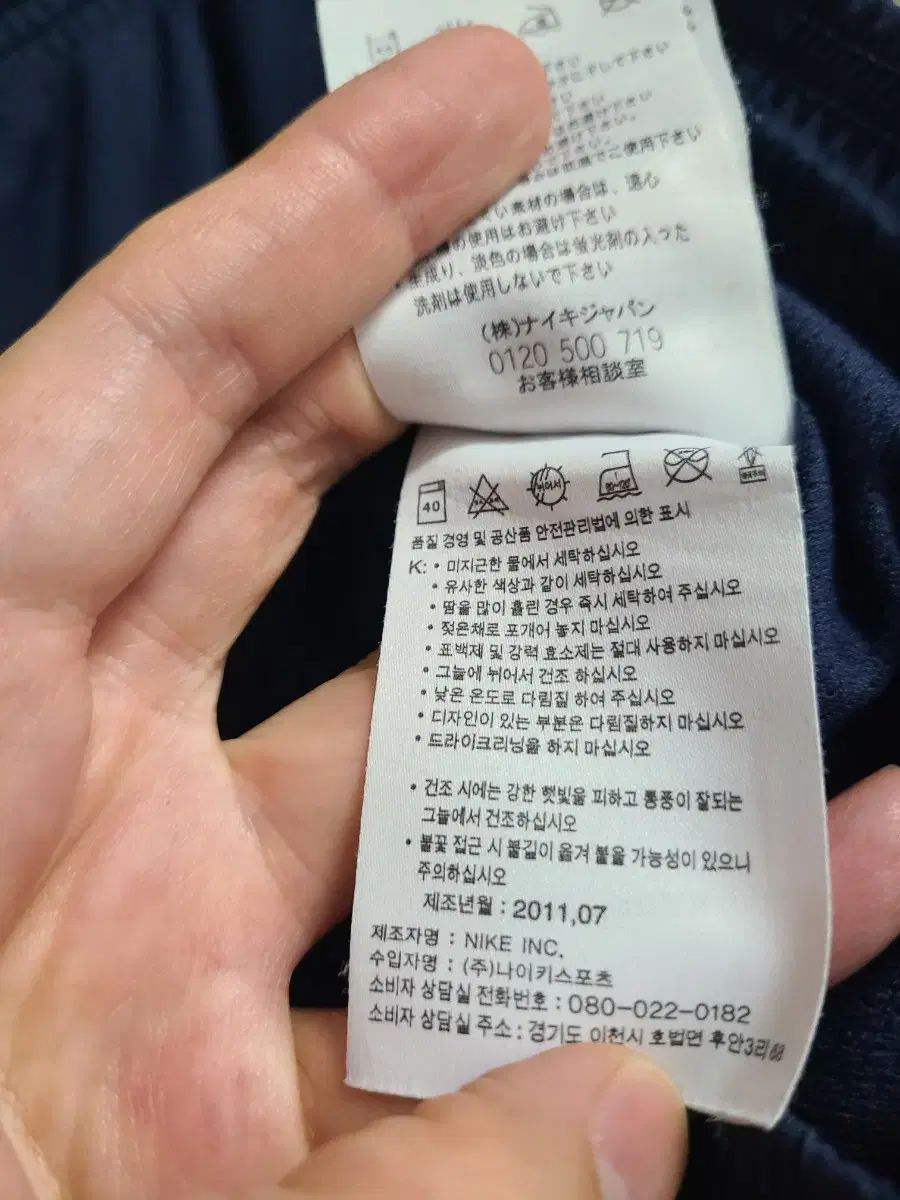 下さい
下さい
は低温でご使用下さい
い素材の場合は、遠心
の使用はお避け下さい
・生成り、淡色の場合は蛍光剤の入った
洗剤は使用しないで下さい
(株)ナイキジャパン
0120 500 719
お客様相談室
40
품질 경영 및 공산품 안전관리법에 의한 표시
K: • 미지근한 물에서 세탁하십시오
• 유사한 색상과 같이 세탁하십시오
• 땀을 많이 흘린 경우 즉시 세탁하여 주십시오
• 젖은채로 포개어 놓지 마십시오
• 표백제 및 강력 효소제는 절대 사용하지 마십시오
• 그늘에 뉘어서 건조 하십시오
• 낮은 온도로 다림질 하여 주십시오
• 디자인이 있는 부분은 다림질하지 마십시오
• 드라이크리닝을 하지 마십시오
• 건조 시에는 강한 햇빛을 피하고 통풍이 잘되는
그늘에서 건조하십시오
• 불꽃 접근 시 불길이 옮겨 붙을 가능성이 있으니
주의하십시오
제조년월 : 2011,07
제조자명 : NIKE INC.
수입자명 : (주)나이키스포츠
소비자 상담실 전화번호 : 080-022-0182
소비자 상담실 주소 : 경기도 이천시 호법면 후안3리68